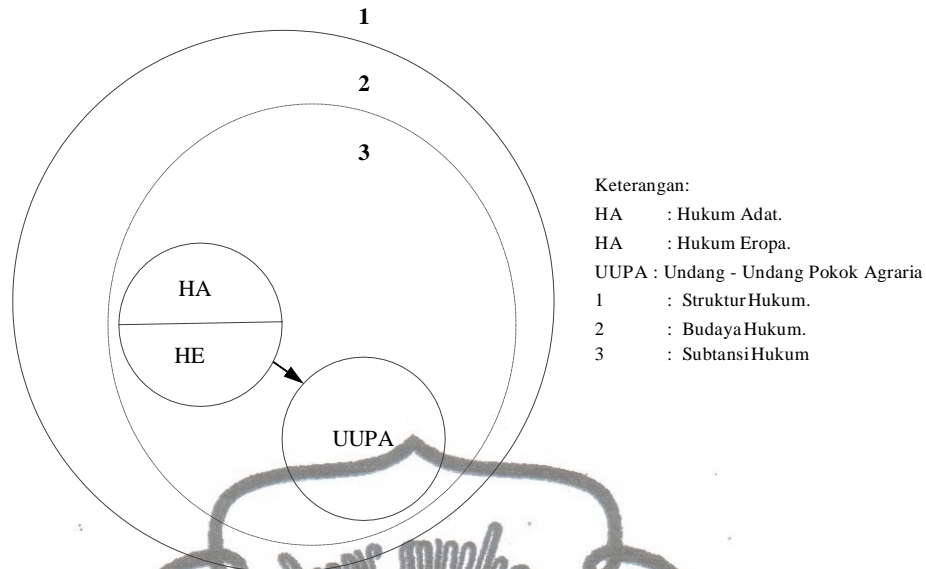 1
2
3
HA
HE
UUPA
Keterangan:
HA : Hukum Adat.
HA : Hukum Eropa.
UUPA : Undang - Undang Pokok Agraria
1 : Struktur Hukum.
2 : Budaya Hukum.
3 : Subtansi Hukum